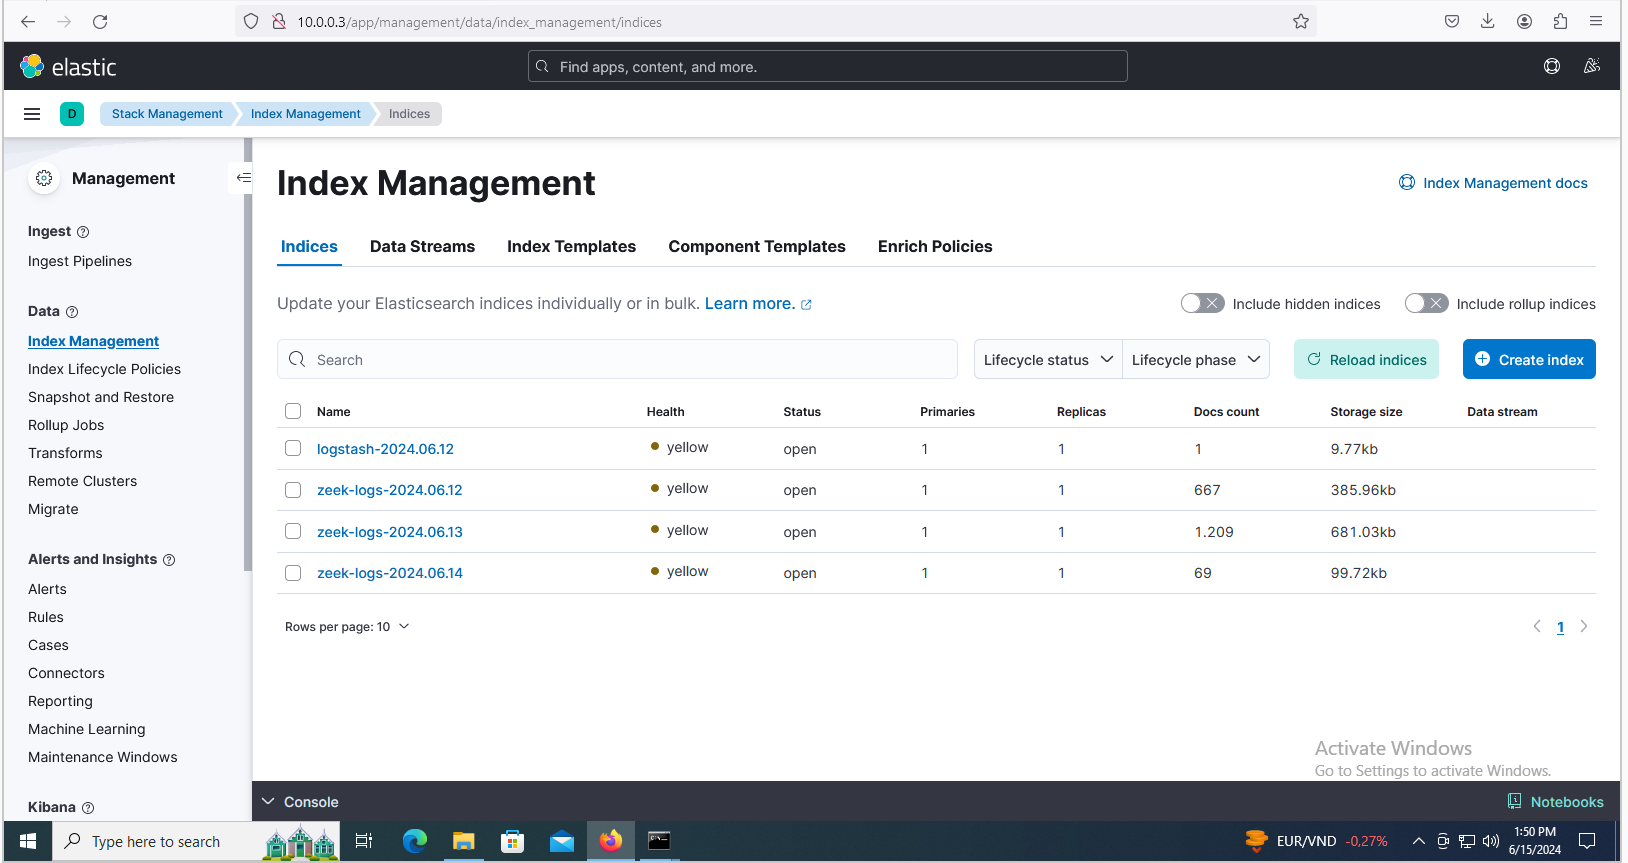 10.0.0.3/app/management/data/index_management/indices
elastic
Find apps, content, and more.
D
Stack Management
Index Management
Indices
Management
Ingest
Ingest Pipelines
Data
Index Management
Index Lifecycle Policies
Snapshot and Restore
Rollup Jobs
Transforms
Remote Clusters
Migrate
Alerts and Insights
Alerts
Rules
Cases
Connectors
Reporting
Machine Learning
Maintenance Windows
Kibana
Index Management
Index Management docs
Indices Data Streams Index Templates Component Templates Enrich Policies
Update your Elasticsearch indices individually or in bulk. Learn more.
Include hidden indices
Include rollup indices
Search
Lifecycle status
Lifecycle phase
Reload indices
Create index
Name Health Status Primaries Replicas Docs count Storage size Data stream
logstash-2024.06.12 yellow open 1 1 1 9.77kb
zeek-logs-2024.06.12 yellow open 1 1 667 385.96kb
zeek-logs-2024.06.13 yellow open 1 1 1.209 681.03kb
zeek-logs-2024.06.14 yellow open 1 1 69 99.72kb
Rows per page: 10
1
Activate Windows
Go to Settings to activate Windows.
Console
Notebooks
Type here to search
EUR/VND -0,27%
1:50 PM
6/15/2024